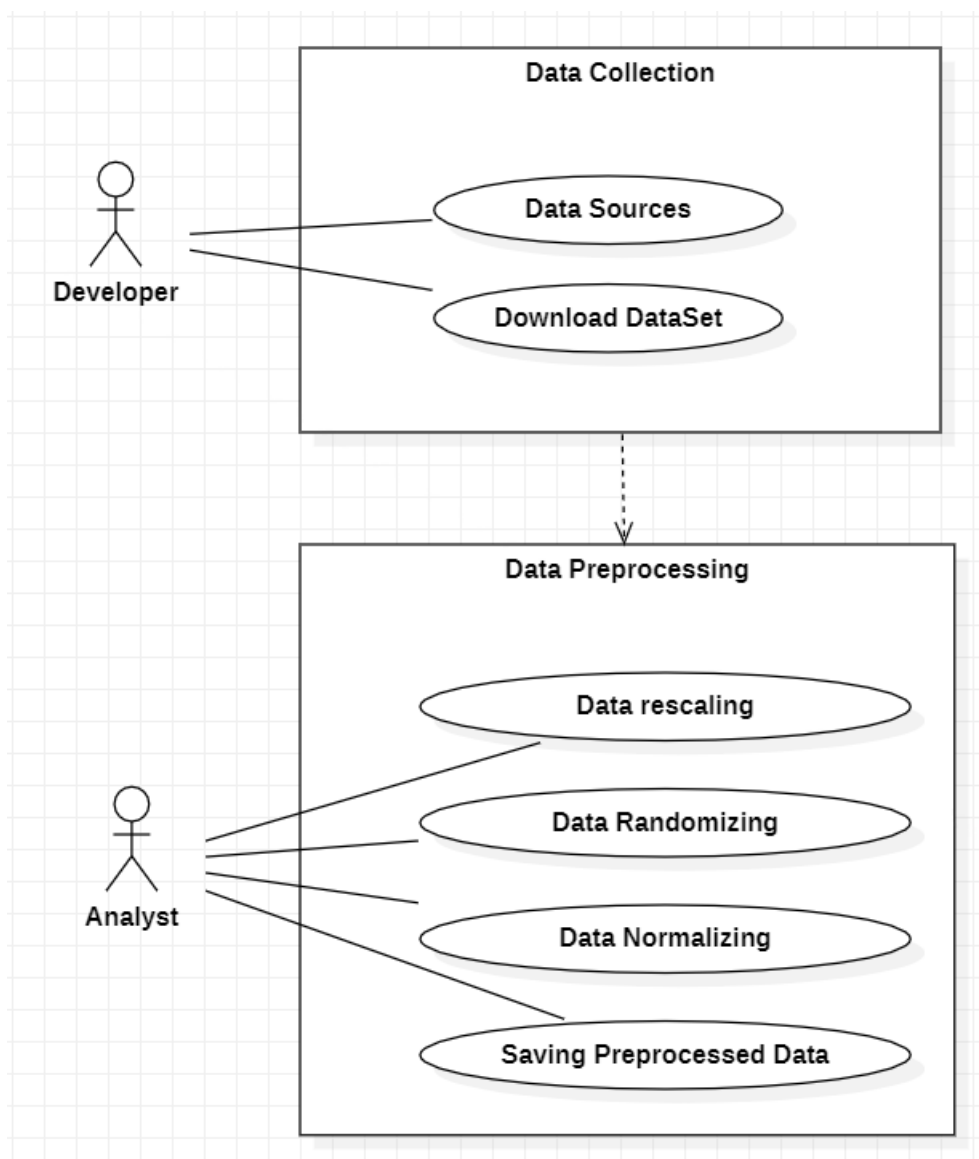 Data Collection
Data Sources
Developer
Download DataSet
Data Preprocessing
Data rescaling
Data Randomizing
Analyst
Data Normalizing
Saving Preprocessed Data